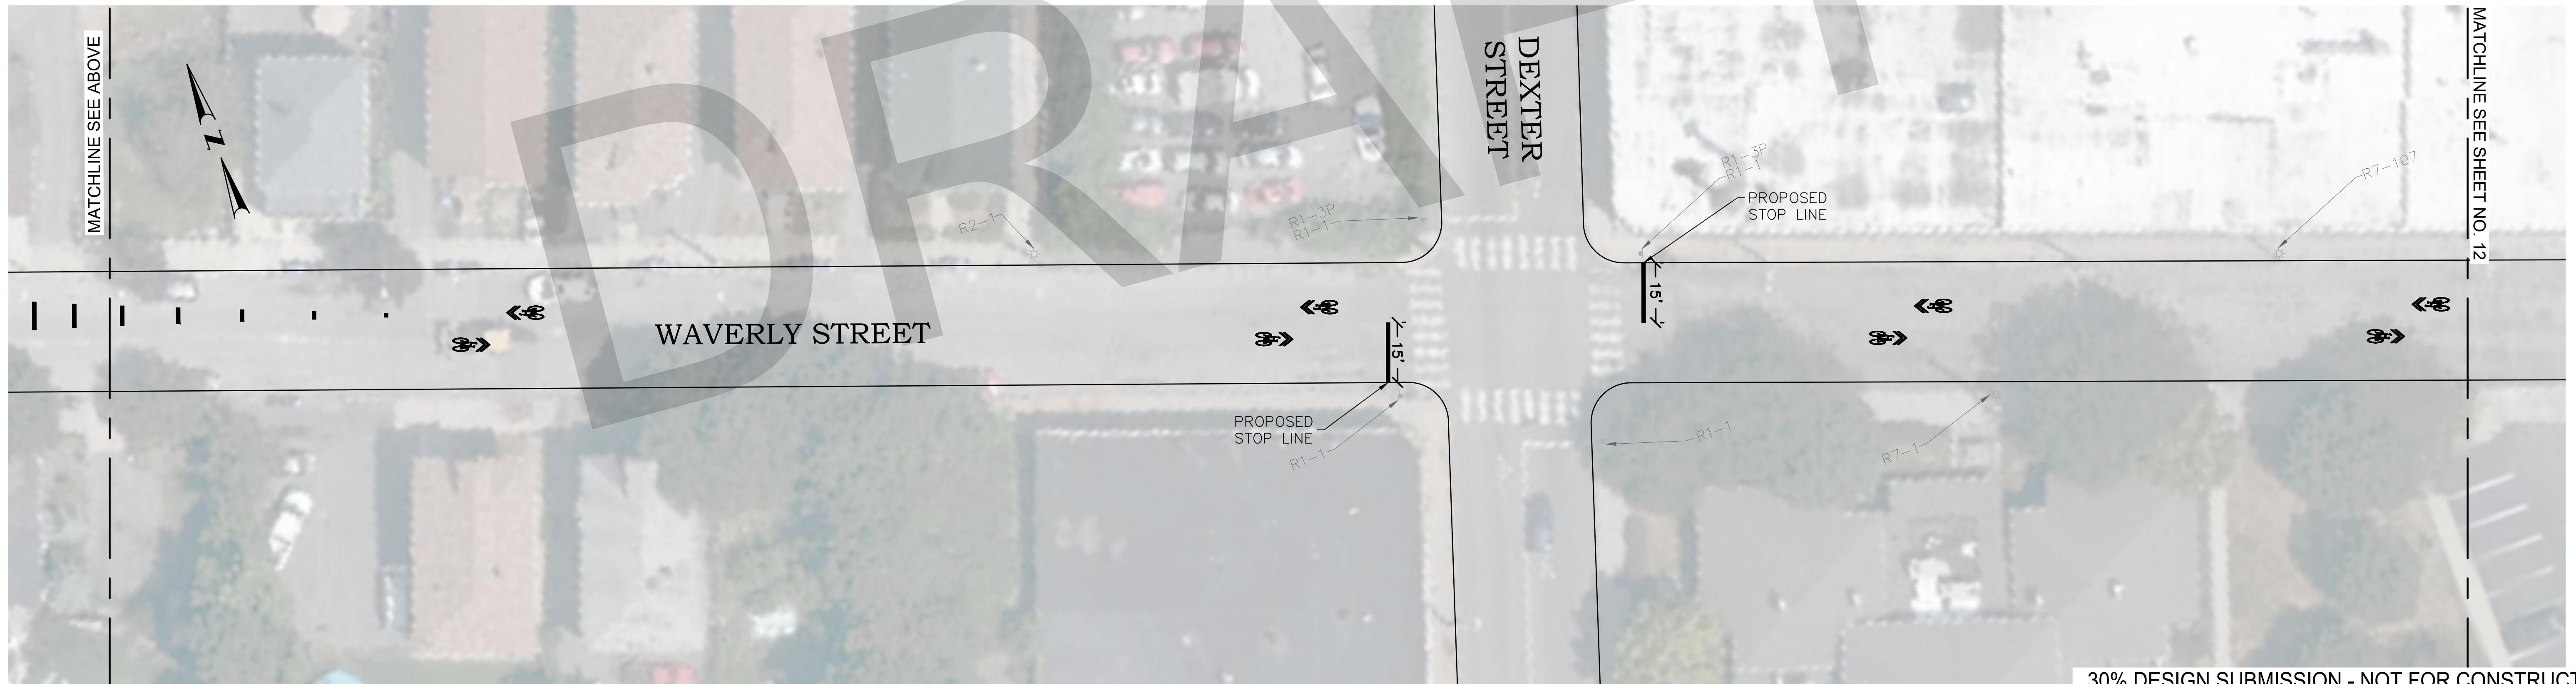 DRAF
MATCHLINE SEE ABOVE
N
DEXTER
STREET
MATCHLINE SEE SHEET NO. 12
R2-1
R1-3P
R1-1
R1-3P
R1-1
PROPOSED
STOP LINE
R7-107
15'
WAVERLY STREET
15'
PROPOSED
STOP LINE
R1-1
R1-1
R7-1
30% DESIGN SUBMISSION - NOT FOR CONSTRUCT